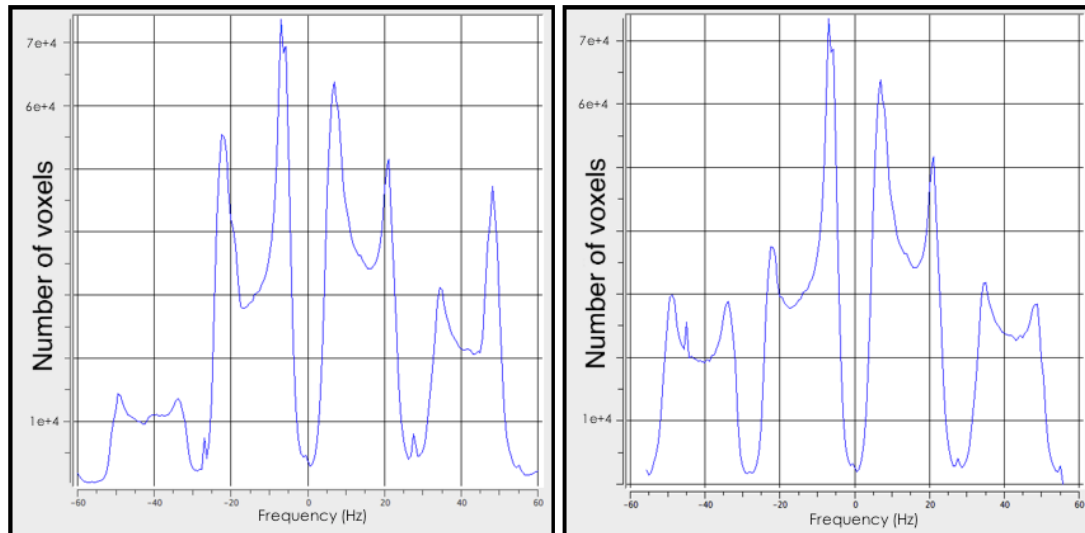 7e+4
6e+4
1e+4
Number of voxels
-60
-40
-20
0
20
40
60
Frequency (Hz)
7e+4
6e+4
1e+4
Number of voxels
-60
-40
-20
0
20
40
60
Frequency (Hz)